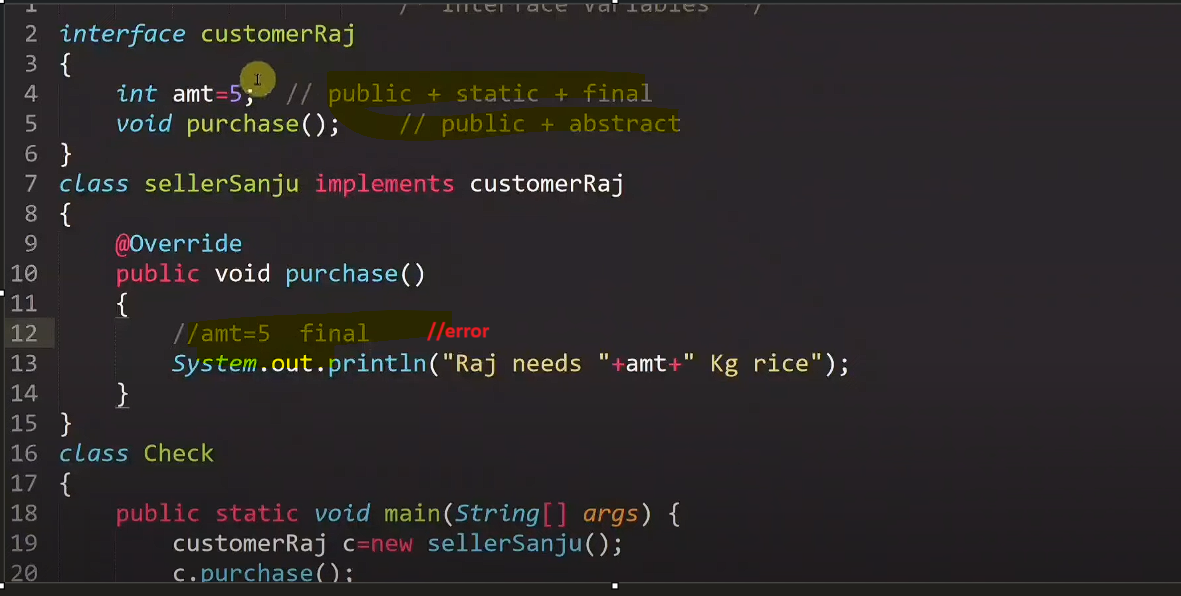 1 /* Interface Variables */
2 interface customerRaj
3 {
4 int amt=5; // public + static + final
5 void purchase(); // public + abstract
6 }
7 class sellerSanju implements customerRaj
8 {
9 @Override
10 public void purchase()
11 {
12 //amt=5 final //error
13 System.out.println("Raj needs "+amt+" Kg rice");
14 }
15 }
16 class Check
17 {
18 public static void main(String[] args) {
19 customerRaj c=new sellerSanju();
20 c.purchase();